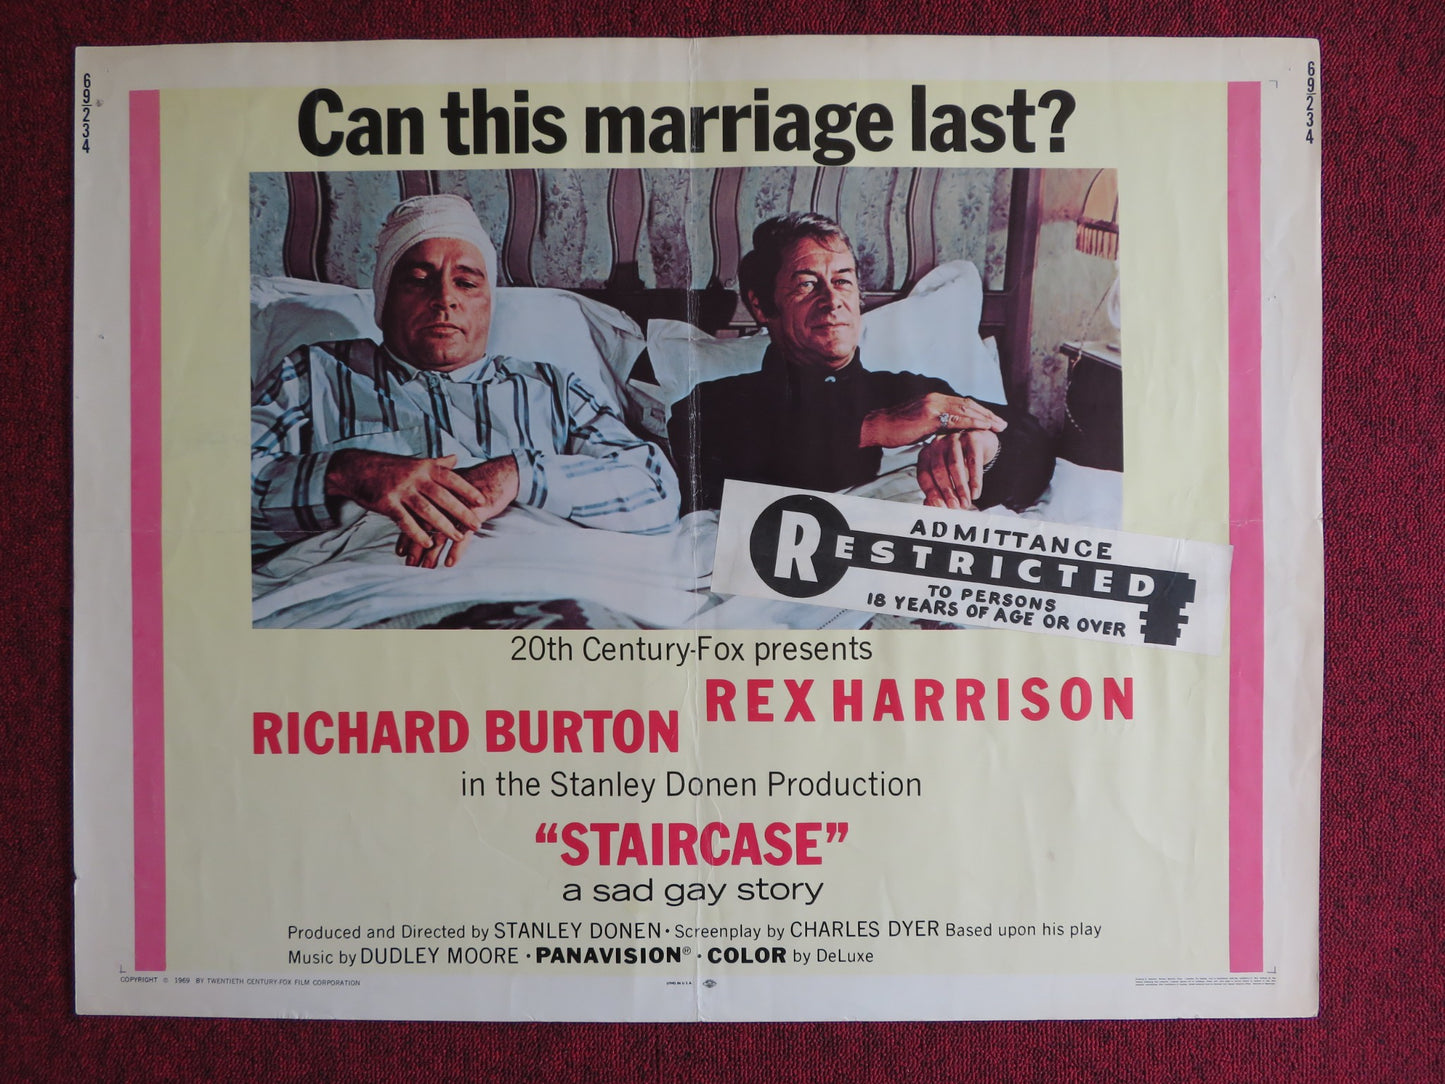 69/234
69/234
Can this marriage last?
ADMITTANCE
RESTRICTED
TO PERSONS
18 YEARS OF AGE OR OVER
20th Century-Fox presents
RICHARD BURTON REX HARRISON
in the Stanley Donen Production
“STAIRCASE”
a sad gay story
Produced and Directed by STANLEY DONEN · Screenplay by CHARLES DYER Based upon his play
Music by DUDLEY MOORE · PANAVISION® · COLOR by DeLuxe
COPYRIGHT © 1969 BY TWENTIETH CENTURY-FOX FILM CORPORATION